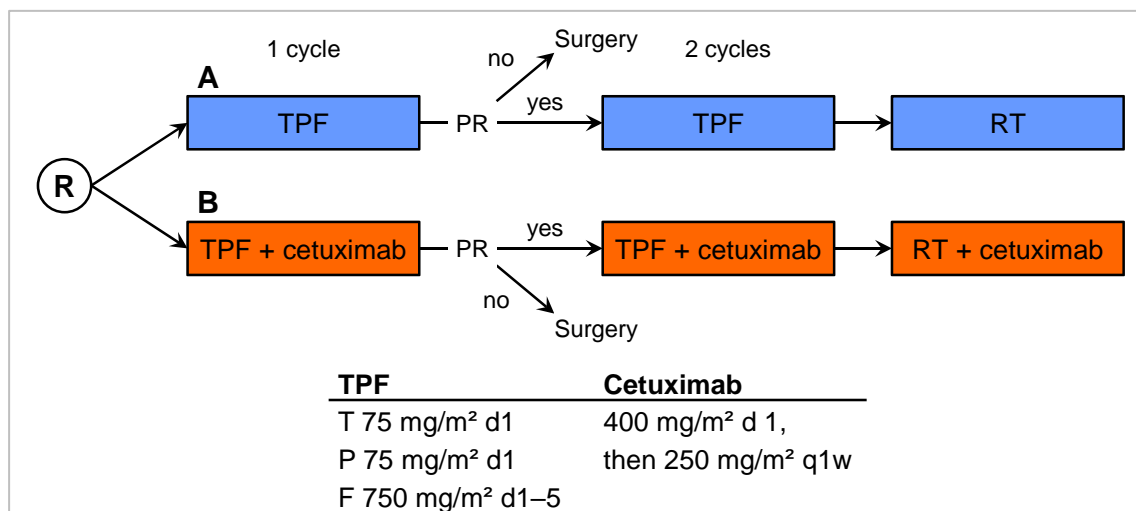 1 cycle
no
Surgery
2 cycles
A
TPF
PR
yes
TPF
RT
R
B
TPF + cetuximab
PR
yes
TPF + cetuximab
RT + cetuximab
no
Surgery
TPF Cetuximab
T 75 mg/m² d1 400 mg/m² d 1,
P 75 mg/m² d1 then 250 mg/m² q1w
F 750 mg/m² d1–5